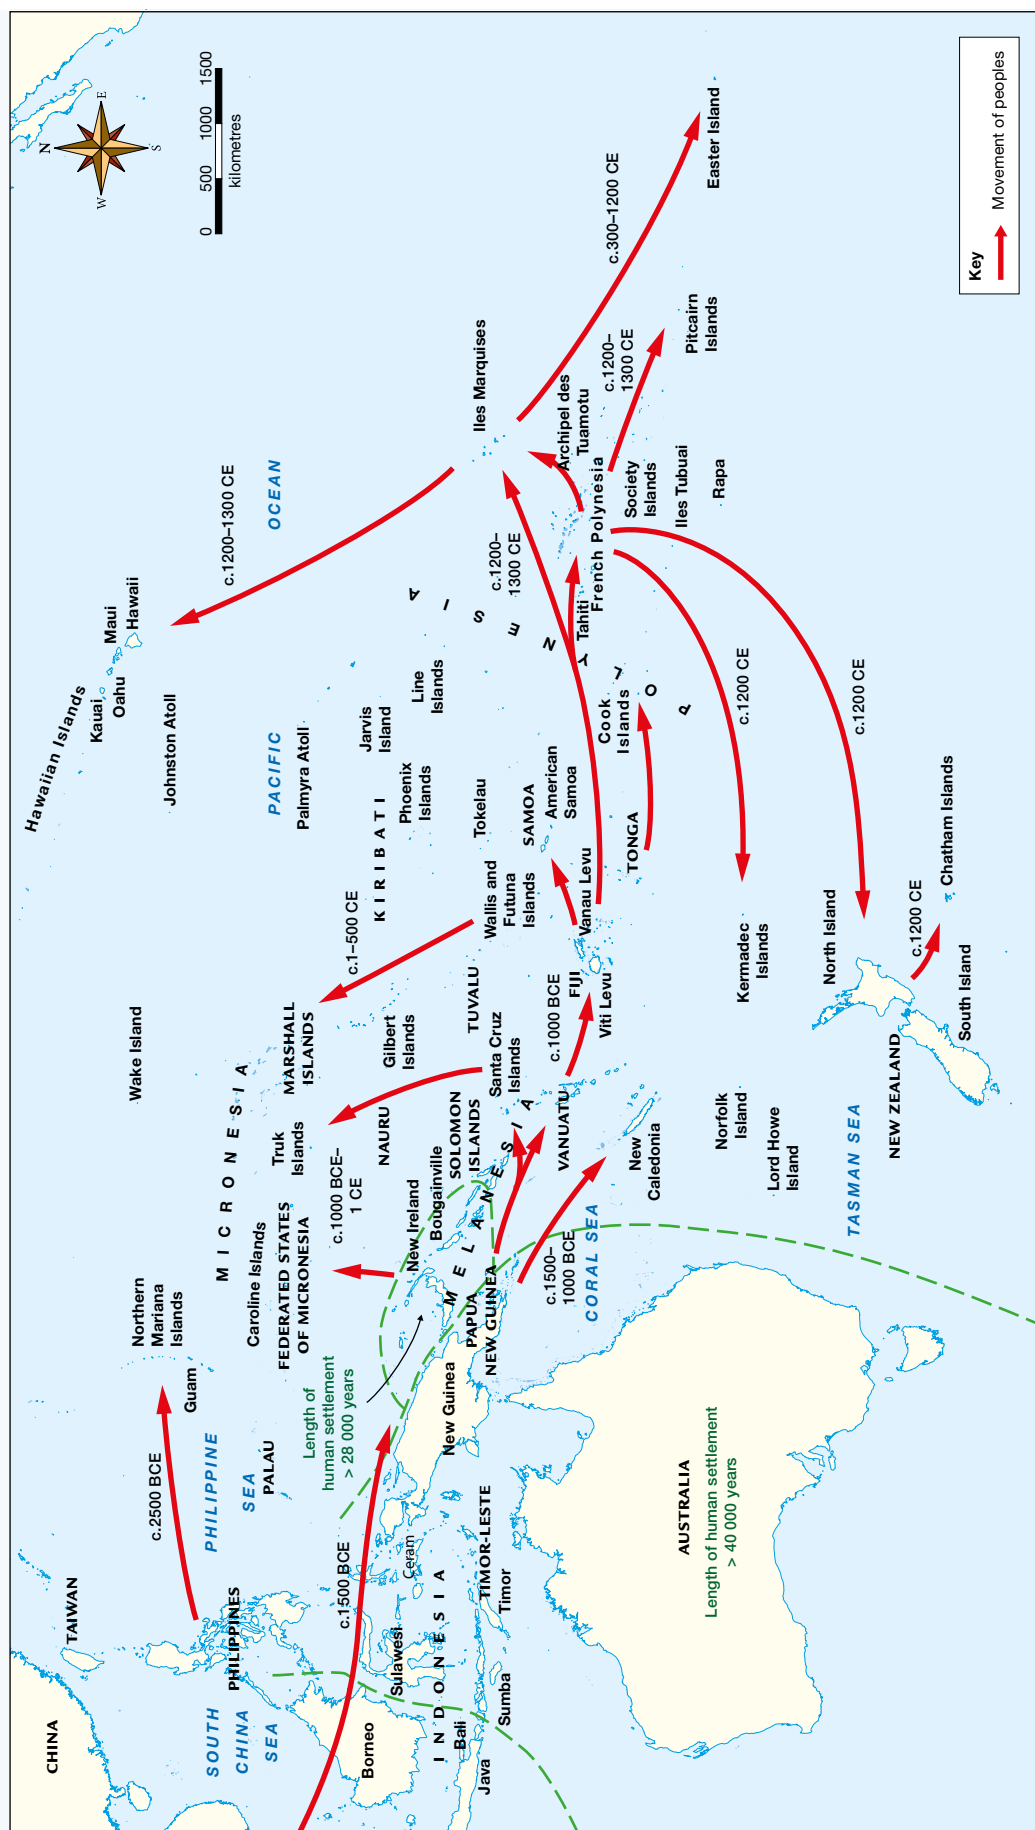 CHINA
TAIWAN
SOUTH
CHINA
SEA
PHILIPPINES
c.2500 BCE
PHILIPPINE
SEA
PALAU
Guam
Northern
Mariana
Islands
MICRONESIA
Caroline Islands
FEDERATED STATES
OF MICRONESIA
Truk
Islands
Wake Island
MARSHALL
ISLANDS
c.1–500 CE
Hawaiian Islands
Kauai
Oahu
Maui
Hawaii
Johnston Atoll
PACIFIC
OCEAN
Palmyra Atoll
c.1200–1300 CE
N
E
S
W
0
500
1000
1500
kilometres
Borneo
INDONESIA
Bali
Java
Sulawesi
Sumba
Ceram
TIMOR-LESTE
Timor
c.1500 BCE
Length of
human settlement
> 28 000 years
New Guinea
PAPUA
NEW GUINEA
MELANESIA
New Ireland
Bougainville
SOLOMON
ISLANDS
c.1000 BCE–
1 CE
NAURU
Gilbert
Islands
TUVALU
Santa Cruz
Islands
KIRIBATI
Phoenix
Islands
Jarvis
Island
Line
Islands
Tokelau
Wallis and
Futuna
Islands
SAMOA
American
Samoa
POLYNESIA
Iles Marquises
c.1200–
1300 CE
Archipel des
Tuamotu
French Polynesia
Tahiti
Society
Islands
Iles Tubuai
Rapa
c.1200–
1300 CE
Pitcairn
Islands
c.300–1200 CE
Easter Island
Cook
Islands
TONGA
Vanau Levu
FIJI
Viti Levu
c.1000 BCE
VANUATU
New
Caledonia
c.1500–
1000 BCE
CORAL SEA
AUSTRALIA
Length of human settlement
> 40 000 years
Norfolk
Island
Lord Howe
Island
Kermadec
Islands
c.1200 CE
c.1200 CE
TASMAN SEA
NEW ZEALAND
North Island
South Island
c.1200 CE
Chatham Islands
Key
Movement of peoples